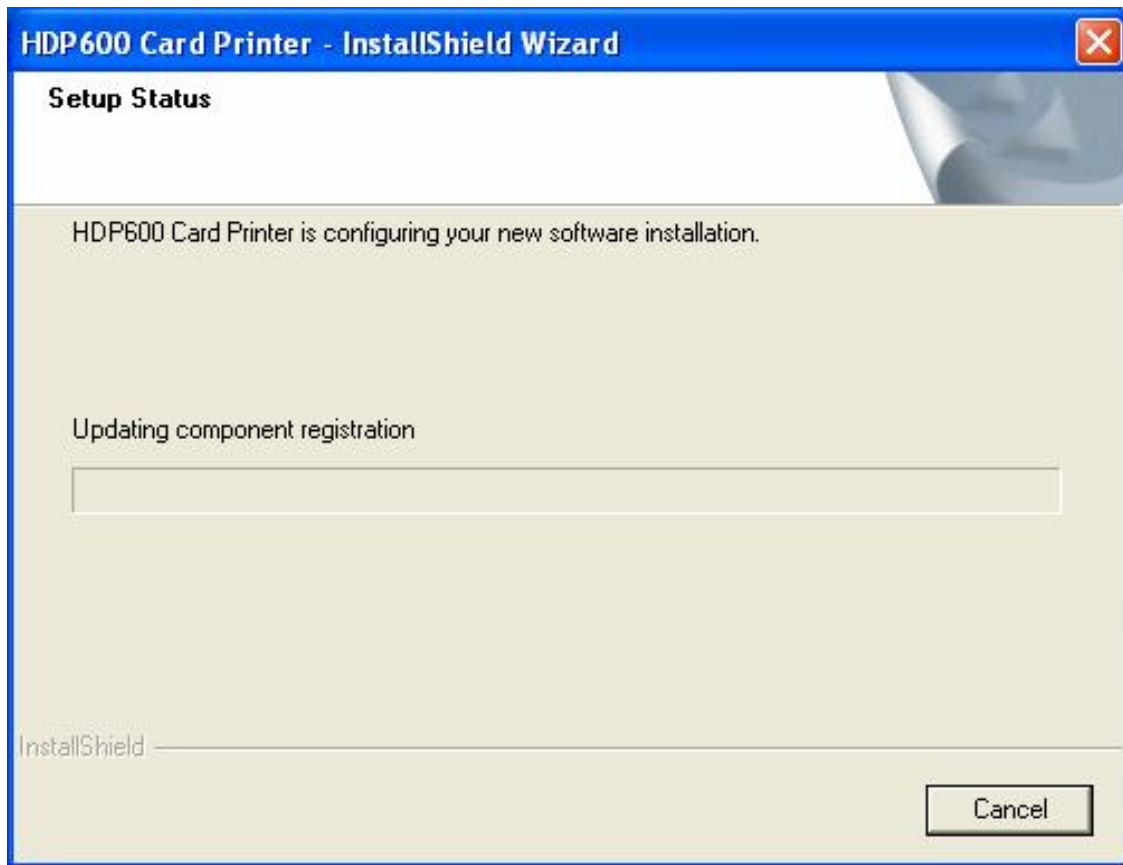 HDP600 Card Printer - InstallShield Wizard
Setup Status
HDP600 Card Printer is configuring your new software installation.
Updating component registration
InstallShield
Cancel